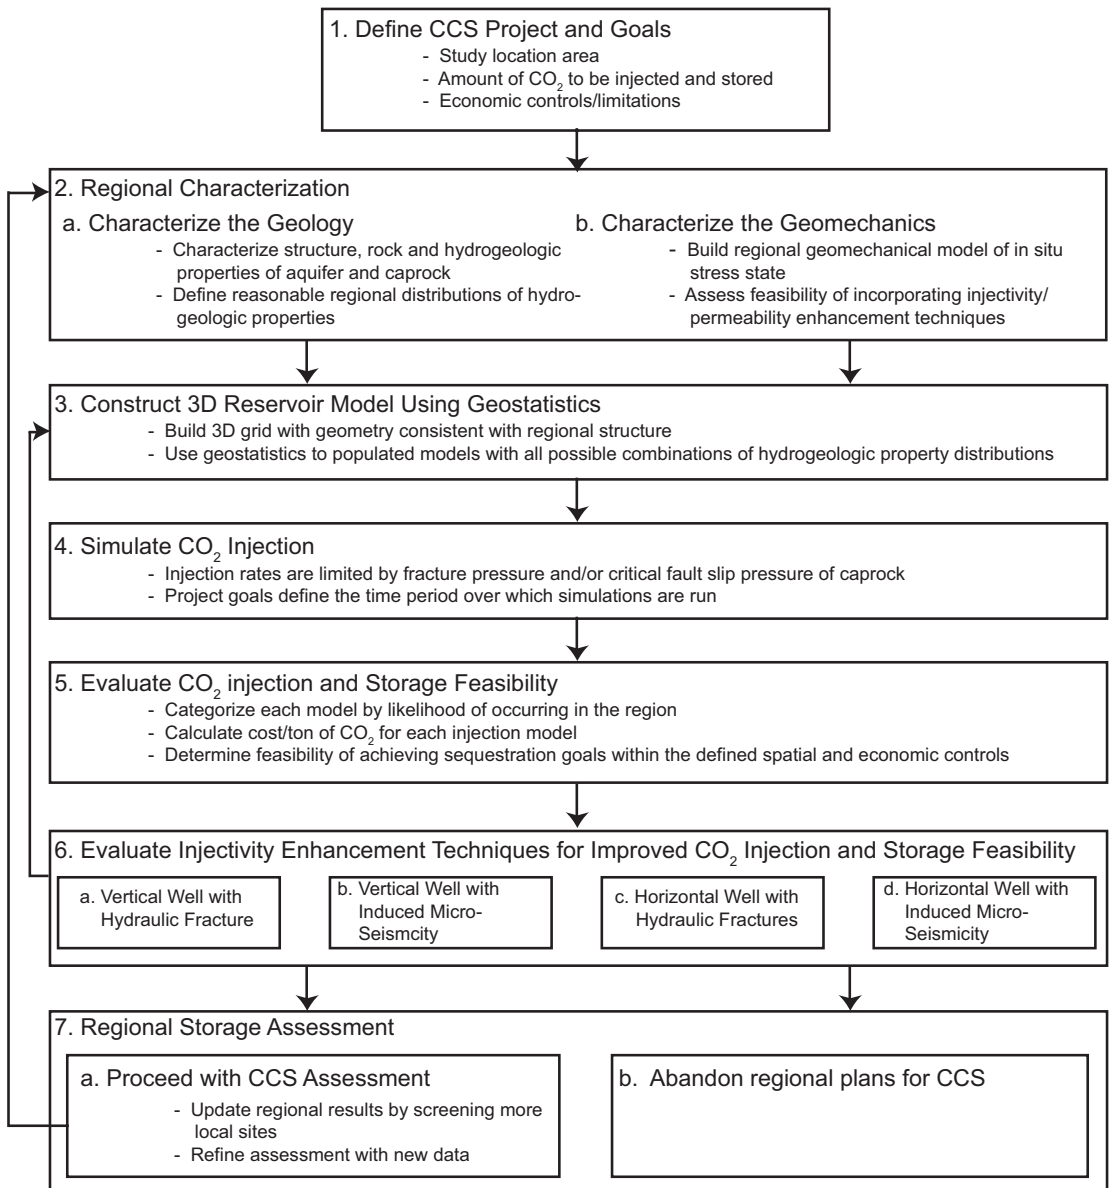 1. Define CCS Project and Goals
- Study location area
- Amount of CO2 to be injected and stored
- Economic controls/limitations
2. Regional Characterization
a. Characterize the Geology
- Characterize structure, rock and hydrogeologic
properties of aquifer and caprock
- Define reasonable regional distributions of hydro-
geologic properties
b. Characterize the Geomechanics
- Build regional geomechanical model of in situ
stress state
- Assess feasibility of incorporating injectivity/
permeability enhancement techniques
3. Construct 3D Reservoir Model Using Geostatistics
- Build 3D grid with geometry consistent with regional structure
- Use geostatistics to populated models with all possible combinations of hydrogeologic property distributions
4. Simulate CO2 Injection
- Injection rates are limited by fracture pressure and/or critical fault slip pressure of caprock
- Project goals define the time period over which simulations are run
5. Evaluate CO2 injection and Storage Feasibility
- Categorize each model by likelihood of occurring in the region
- Calculate cost/ton of CO2 for each injection model
- Determine feasibility of achieving sequestration goals within the defined spatial and economic controls
6. Evaluate Injectivity Enhancement Techniques for Improved CO2 Injection and Storage Feasibility
a. Vertical Well with
Hydraulic Fracture
b. Vertical Well with
Induced Micro-
Seismcity
c. Horizontal Well with
Hydraulic Fractures
d. Horizontal Well with
Induced Micro-
Seismicity
7. Regional Storage Assessment
a. Proceed with CCS Assessment
- Update regional results by screening more
local sites
- Refine assessment with new data
b. Abandon regional plans for CCS